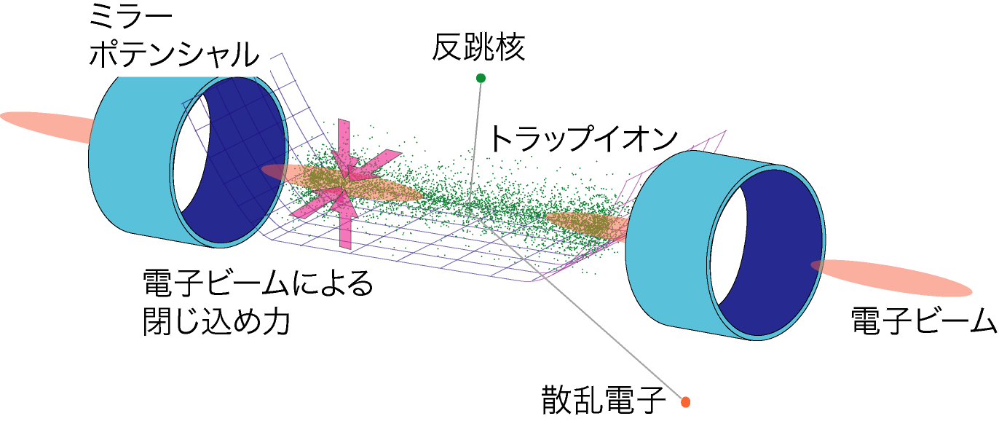 ミラー
ポテンシャル
反跳核
トラップイオン
電子ビームによる
閉じ込め力
電子ビーム
散乱電子